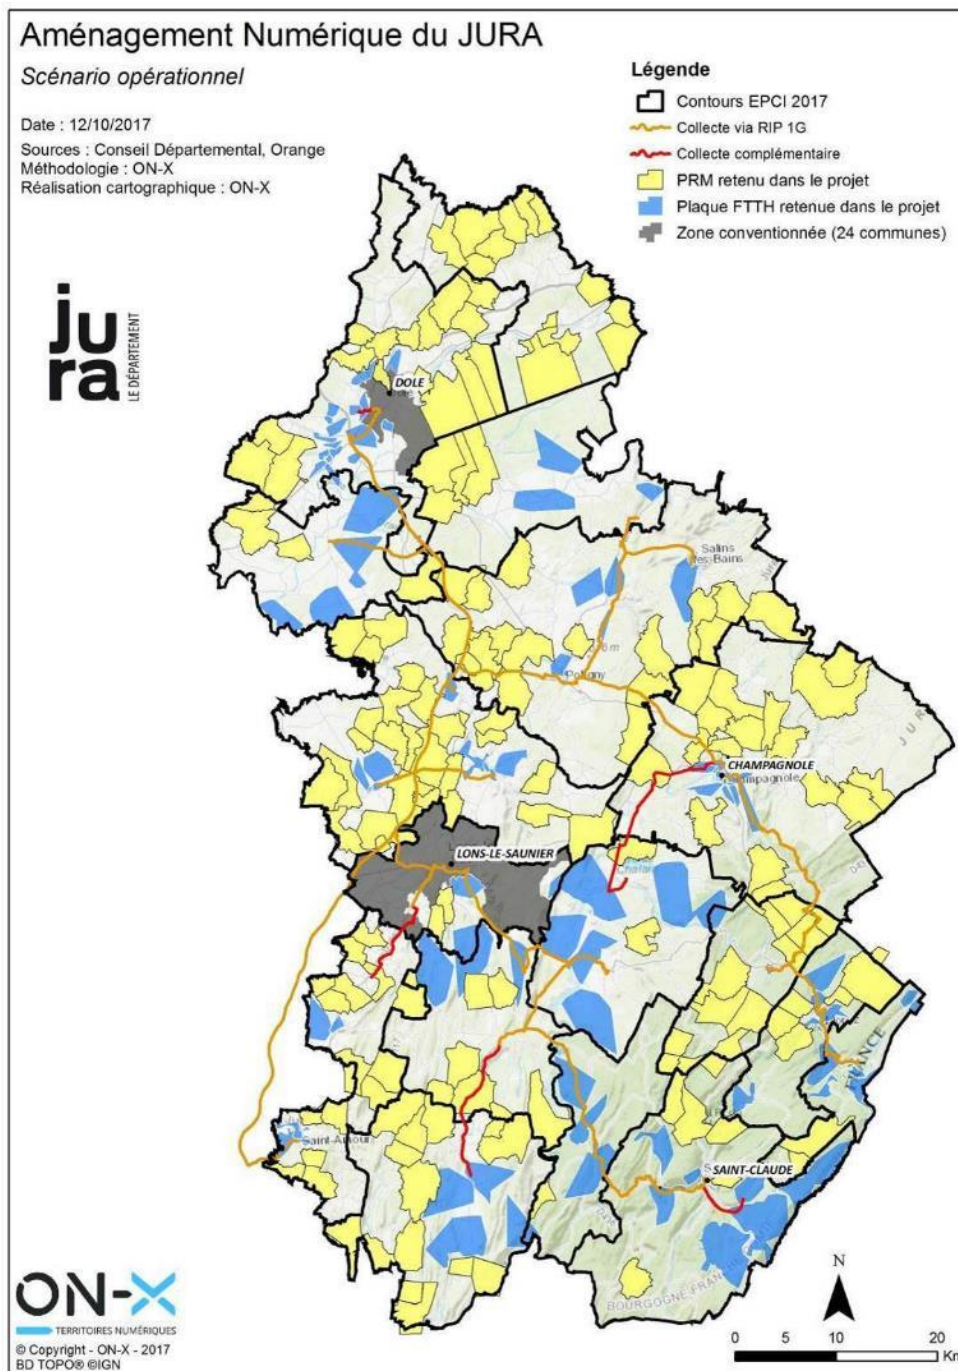 Aménagement Numérique du JURA
Scénario opérationnel
Date : 12/10/2017
Sources : Conseil Départemental, Orange
Méthodologie : ON-X
Réalisation cartographique : ON-X
Légende
Contours EPCI 2017
Collecte via RIP 1G
Collecte complémentaire
PRM retenu dans le projet
Plaque FTTH retenue dans le projet
Zone conventionnée (24 communes)
jura
LE DÉPARTEMENT
DOLE
Salins
les-Bains
Poligny
JURA
CHAMPAGNOLE
Champagnole
LONS-LE-SAUNIER
FRANCE
Saint-Amour
SAINT-CLAUDE
BOURGOGNE-FRANCHE
N
0 5 10 20
Km
ON-X
TERRITOIRES NUMÉRIQUES
© Copyright - ON-X - 2017
BD TOPO® ©IGN